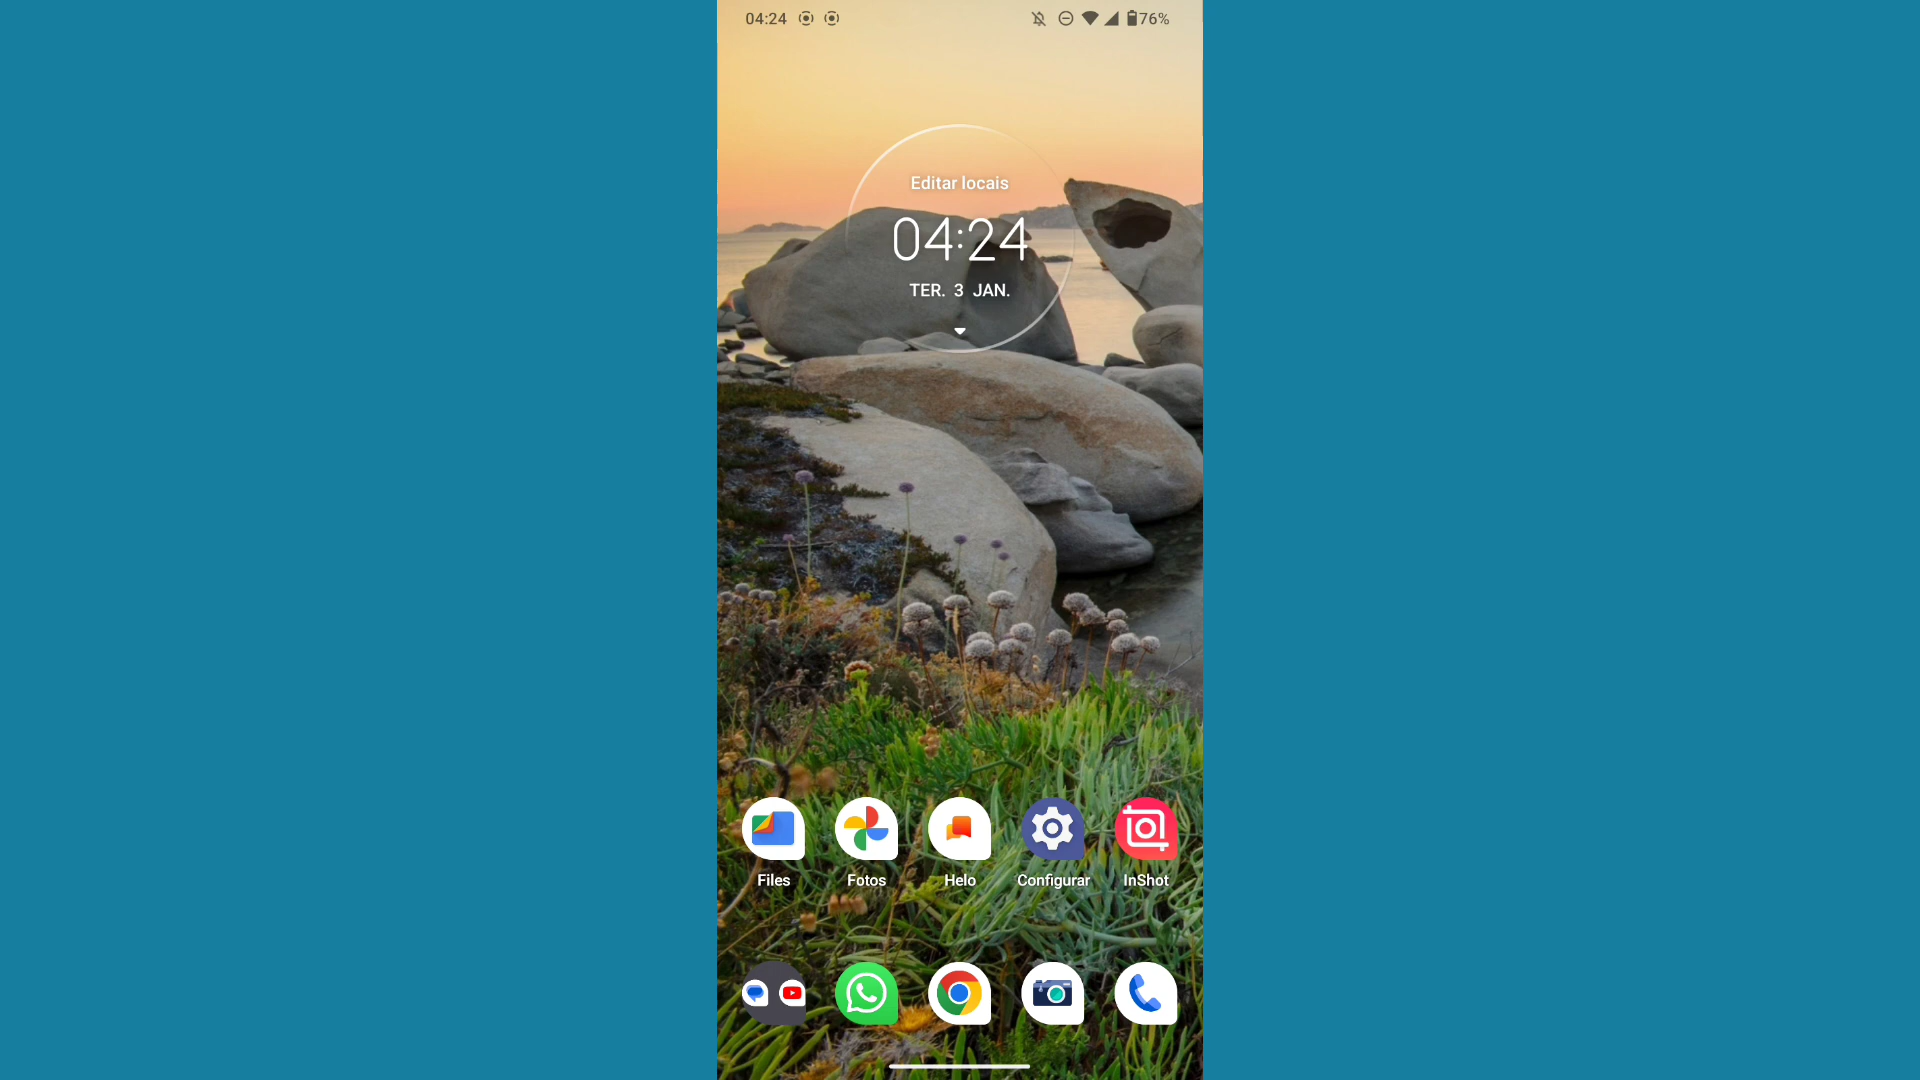 04:24 76%
Editar locais
04:24
TER. 3 JAN.
Files Fotos Helo Configurar InShot